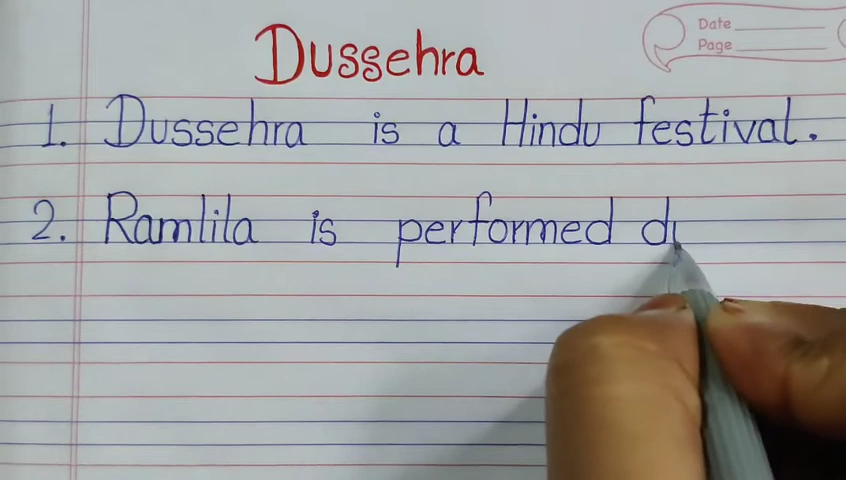 Date
Page
Dussehra
1. Dussehra is a Hindu festival.
2. Ramlila is performed